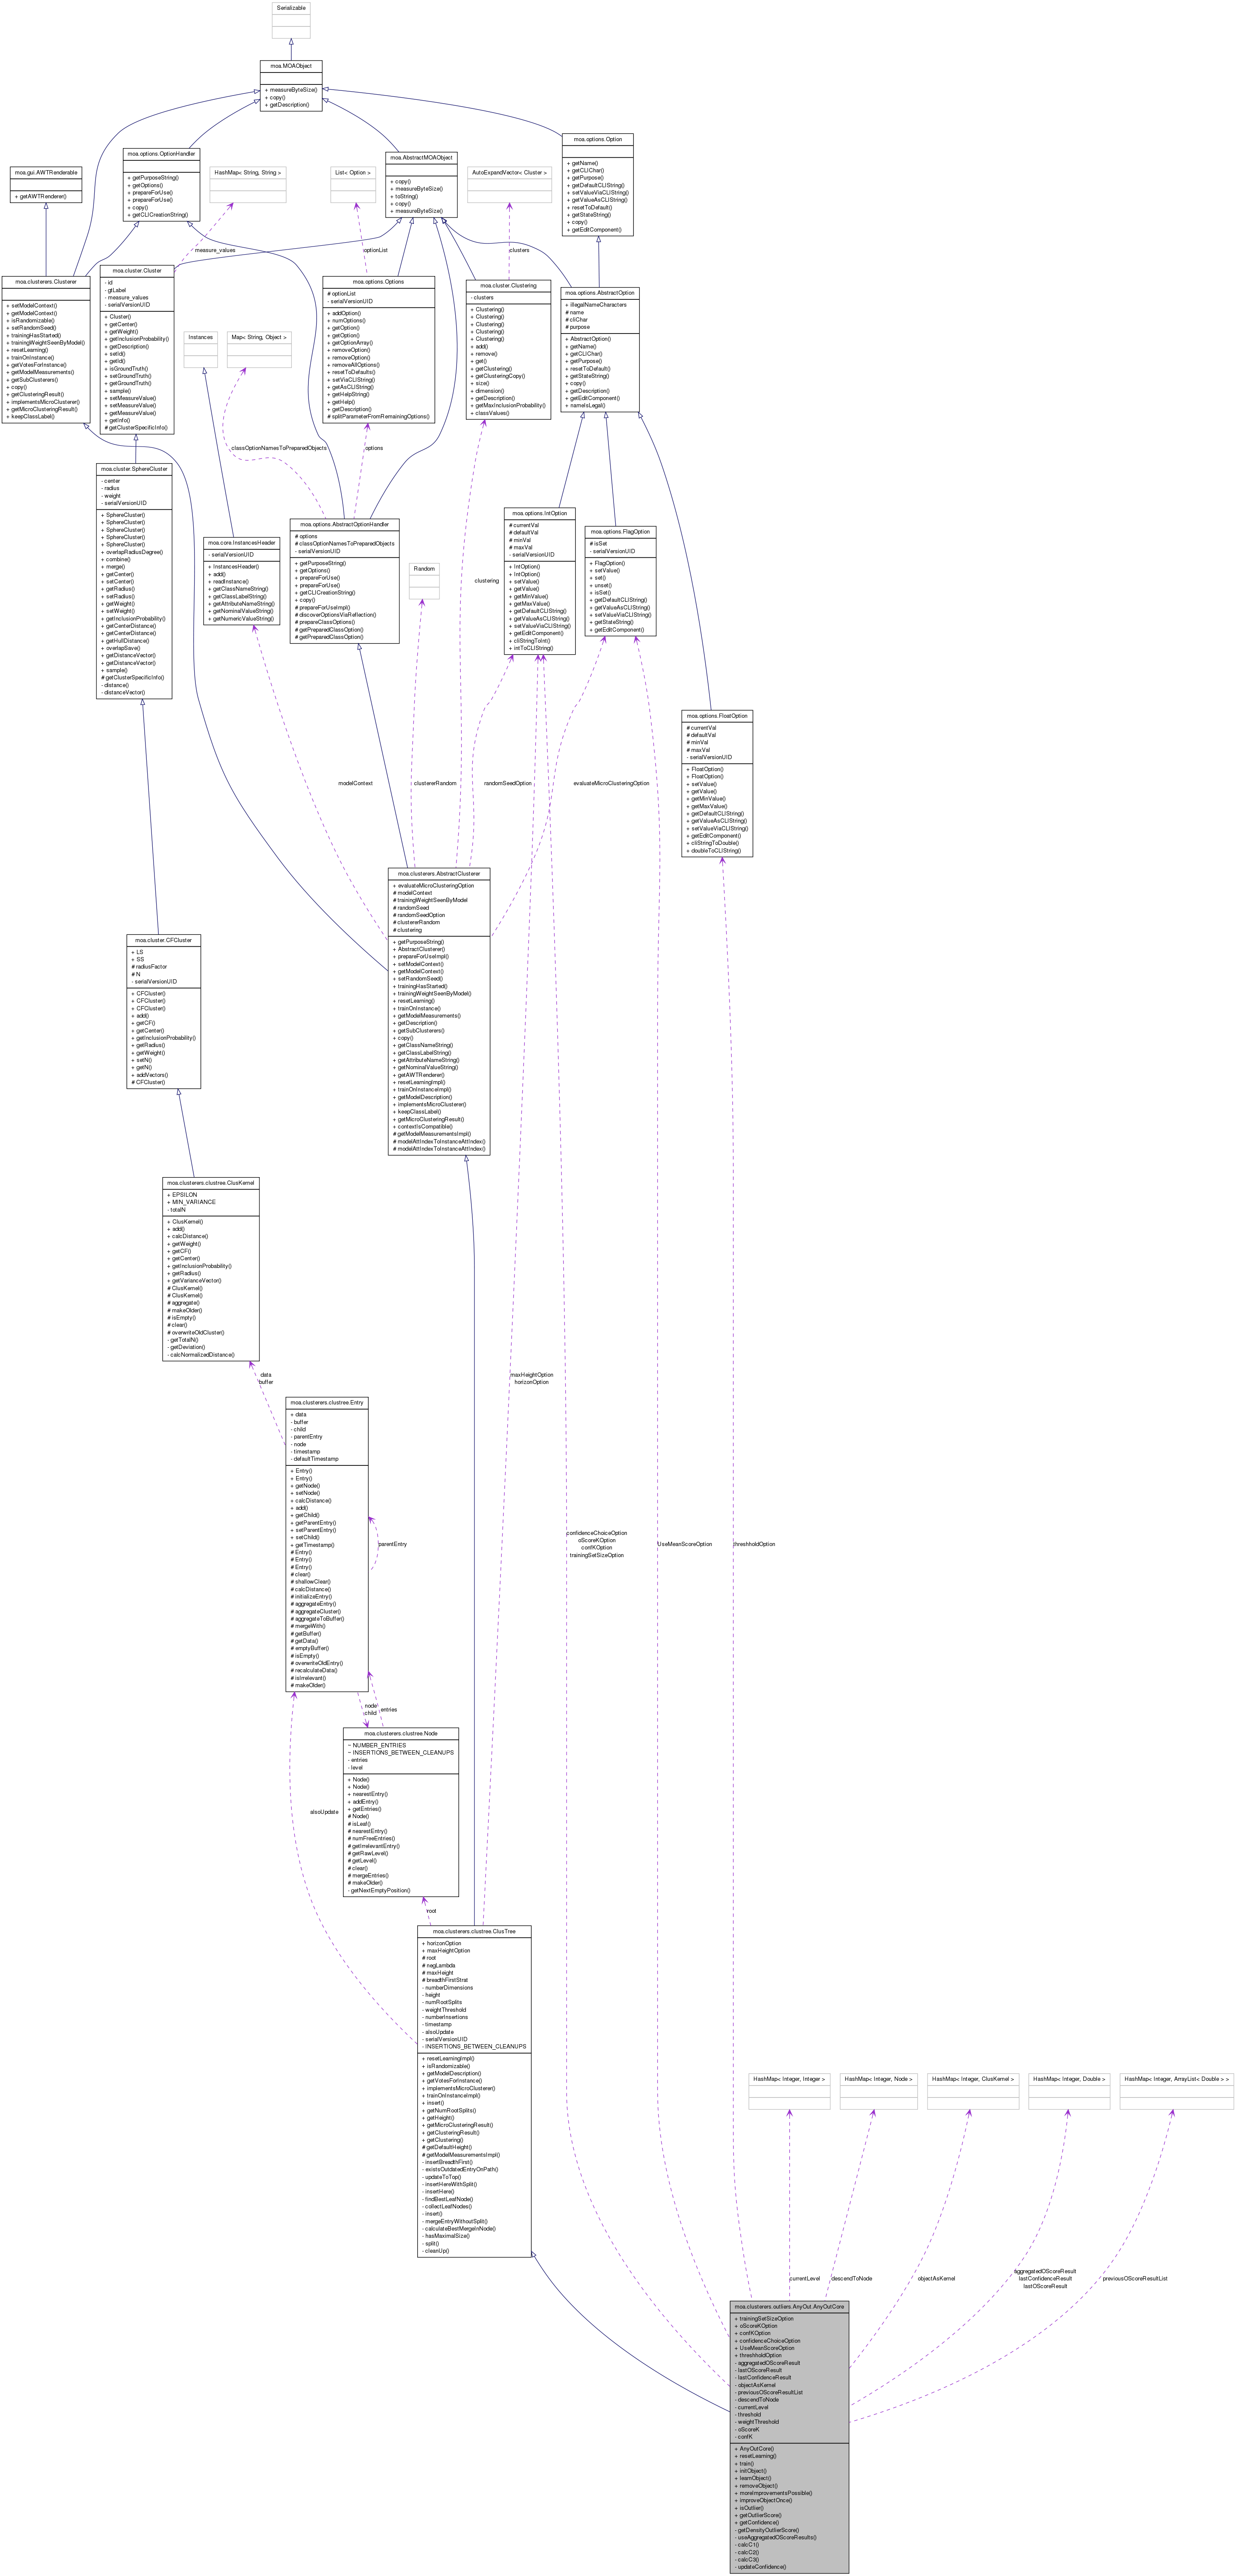 Serializable
moa.MOAObject
+ measureByteSize()
+ copy()
+ getDescription()
moa.options.Option
+ getName()
+ getCLIChar()
+ getPurpose()
+ getDefaultCLIString()
+ setValueViaCLIString()
+ getValueAsCLIString()
+ resetToDefault()
+ getStateString()
+ copy()
+ getEditComponent()
moa.options.OptionHandler
+ getPurposeString()
+ getOptions()
+ prepareForUse()
+ prepareForUse()
+ copy()
+ getCLICreationString()
moa.AbstractMOAObject
+ copy()
+ measureByteSize()
+ toString()
+ copy()
+ measureByteSize()
moa.gui.AWTRenderable
+ getAWTRenderer()
HashMap< String, String >
List< Option >
AutoExpandVector< Cluster >
measure_values
optionList
clusters
moa.clusterers.Clusterer
+ setModelContext()
+ getModelContext()
+ isRandomizable()
+ setRandomSeed()
+ trainingHasStarted()
+ trainingWeightSeenByModel()
+ resetLearning()
+ trainOnInstance()
+ getVotesForInstance()
+ getModelMeasurements()
+ getSubClusterers()
+ copy()
+ getClusteringResult()
+ implementsMicroClusterer()
+ getMicroClusteringResult()
+ keepClassLabel()
moa.cluster.Cluster
- id
- gtLabel
- measure_values
- serialVersionUID
+ Cluster()
+ getCenter()
+ getWeight()
+ getInclusionProbability()
+ getDescription()
+ setId()
+ getId()
+ isGroundTruth()
+ setGroundTruth()
+ getGroundTruth()
+ sample()
+ setMeasureValue()
+ setMeasureValue()
+ getMeasureValue()
+ getInfo()
# getClusterSpecificInfo()
Instances
Map< String, Object >
moa.options.Options
# optionList
- serialVersionUID
+ addOption()
+ numOptions()
+ getOption()
+ getOption()
+ getOptionArray()
+ removeOption()
+ removeOption()
+ removeAllOptions()
+ resetToDefaults()
+ setViaCLIString()
+ getAsCLIString()
+ getHelpString()
+ getHelp()
+ getDescription()
# splitParameterFromRemainingOptions()
moa.cluster.Clustering
- clusters
+ Clustering()
+ Clustering()
+ Clustering()
+ Clustering()
+ Clustering()
+ add()
+ remove()
+ get()
+ getClustering()
+ getClusteringCopy()
+ size()
+ dimension()
+ getDescription()
+ getMaxInclusionProbability()
+ classValues()
moa.options.AbstractOption
+ illegalNameCharacters
# name
# cliChar
# purpose
+ AbstractOption()
+ getName()
+ getCLIChar()
+ getPurpose()
+ resetToDefault()
+ getStateString()
+ copy()
+ getDescription()
+ getEditComponent()
+ nameIsLegal()
classOptionNamesToPreparedObjects
options
moa.cluster.SphereCluster
- center
- radius
- weight
- serialVersionUID
+ SphereCluster()
+ SphereCluster()
+ SphereCluster()
+ SphereCluster()
+ SphereCluster()
+ overlapRadiusDegree()
+ combine()
+ merge()
+ getCenter()
+ setCenter()
+ getRadius()
+ setRadius()
+ getWeight()
+ setWeight()
+ getInclusionProbability()
+ getCenterDistance()
+ getCenterDistance()
+ getHullDistance()
+ overlapSave()
+ getDistanceVector()
+ getDistanceVector()
+ sample()
# getClusterSpecificInfo()
- distance()
- distanceVector()
moa.core.InstancesHeader
- serialVersionUID
+ InstancesHeader()
+ add()
+ readInstance()
+ getClassNameString()
+ getClassLabelString()
+ getAttributeNameString()
+ getNominalValueString()
+ getNumericValueString()
moa.options.AbstractOptionHandler
# options
# classOptionNamesToPreparedObjects
- serialVersionUID
+ getPurposeString()
+ getOptions()
+ prepareForUse()
+ prepareForUse()
+ getCLICreationString()
+ copy()
# prepareForUseImpl()
# discoverOptionsViaReflection()
# prepareClassOptions()
# getPreparedClassOption()
# getPreparedClassOption()
Random
clustering
moa.options.IntOption
# currentVal
# defaultVal
# minVal
# maxVal
- serialVersionUID
+ IntOption()
+ IntOption()
+ setValue()
+ getValue()
+ getMinValue()
+ getMaxValue()
+ getDefaultCLIString()
+ getValueAsCLIString()
+ setValueViaCLIString()
+ getEditComponent()
+ cliStringToInt()
+ intToCLIString()
moa.options.FlagOption
# isSet
- serialVersionUID
+ FlagOption()
+ setValue()
+ set()
+ unset()
+ isSet()
+ getDefaultCLIString()
+ getValueAsCLIString()
+ setValueViaCLIString()
+ getStateString()
+ getEditComponent()
moa.options.FloatOption
# currentVal
# defaultVal
# minVal
# maxVal
- serialVersionUID
+ FloatOption()
+ FloatOption()
+ setValue()
+ getValue()
+ getMinValue()
+ getMaxValue()
+ getDefaultCLIString()
+ getValueAsCLIString()
+ setValueViaCLIString()
+ getEditComponent()
+ cliStringToDouble()
+ doubleToCLIString()
modelContext
clustererRandom
randomSeedOption
evaluateMicroClusteringOption
moa.clusterers.AbstractClusterer
+ evaluateMicroClusteringOption
# modelContext
# trainingWeightSeenByModel
# randomSeed
# randomSeedOption
# clustererRandom
# clustering
+ getPurposeString()
+ AbstractClusterer()
+ prepareForUseImpl()
+ setModelContext()
+ getModelContext()
+ setRandomSeed()
+ trainingHasStarted()
+ trainingWeightSeenByModel()
+ resetLearning()
+ trainOnInstance()
+ getModelMeasurements()
+ getDescription()
+ getSubClusterers()
+ copy()
+ getClassNameString()
+ getClassLabelString()
+ getAttributeNameString()
+ getNominalValueString()
+ getAWTRenderer()
+ resetLearningImpl()
+ trainOnInstanceImpl()
+ getModelDescription()
+ implementsMicroClusterer()
+ keepClassLabel()
+ getMicroClusteringResult()
+ contextIsCompatible()
# getModelMeasurementsImpl()
# modelAttIndexToInstanceAttIndex()
# modelAttIndexToInstanceAttIndex()
moa.cluster.CFCluster
+ LS
+ SS
# radiusFactor
# N
- serialVersionUID
+ CFCluster()
+ CFCluster()
+ CFCluster()
+ add()
+ getCF()
+ getCenter()
+ getInclusionProbability()
+ getRadius()
+ getWeight()
+ setN()
+ getN()
+ addVectors()
# CFCluster()
moa.clusterers.clustree.ClusKernel
+ EPSILON
+ MIN_VARIANCE
- totalN
+ ClusKernel()
+ add()
+ calcDistance()
+ getWeight()
+ getCF()
+ getCenter()
+ getInclusionProbability()
+ getRadius()
+ getVarianceVector()
# ClusKernel()
# ClusKernel()
# aggregate()
# makeOlder()
# isEmpty()
# clear()
# overwriteOldCluster()
- getTotalN()
- getDeviation()
- calcNormalizedDistance()
data
buffer
maxHeightOption
horizonOption
moa.clusterers.clustree.Entry
+ data
- buffer
- child
- parentEntry
- node
- timestamp
- defaultTimestamp
+ Entry()
+ Entry()
+ getNode()
+ setNode()
+ calcDistance()
+ add()
+ getChild()
+ getParentEntry()
+ setParentEntry()
+ setChild()
+ getTimestamp()
# Entry()
# Entry()
# Entry()
# clear()
# shallowClear()
# calcDistance()
# initializeEntry()
# aggregateEntry()
# aggregateCluster()
# aggregateToBuffer()
# mergeWith()
# getBuffer()
# getData()
# emptyBuffer()
# isEmpty()
# overwriteOldEntry()
# recalculateData()
# isIrrelevant()
# makeOlder()
parentEntry
confidenceChoiceOption
oScoreKOption
confKOption
trainingSetSizeOption
UseMeanScoreOption
threshholdOption
node
child
entries
moa.clusterers.clustree.Node
~ NUMBER_ENTRIES
~ INSERTIONS_BETWEEN_CLEANUPS
- entries
- level
+ Node()
+ Node()
+ nearestEntry()
+ addEntry()
+ getEntries()
# Node()
# isLeaf()
# nearestEntry()
# numFreeEntries()
# getIrrelevantEntry()
# getRawLevel()
# getLevel()
# clear()
# mergeEntries()
# makeOlder()
- getNextEmptyPosition()
alsoUpdate
root
moa.clusterers.clustree.ClusTree
+ horizonOption
+ maxHeightOption
# root
# negLambda
# maxHeight
# breadthFirstStrat
- numberDimensions
- height
- numRootSplits
- weightThreshold
- numberInsertions
- timestamp
- alsoUpdate
- serialVersionUID
- INSERTIONS_BETWEEN_CLEANUPS
+ resetLearningImpl()
+ isRandomizable()
+ getModelDescription()
+ getVotesForInstance()
+ implementsMicroClusterer()
+ trainOnInstanceImpl()
+ insert()
+ getNumRootSplits()
+ getHeight()
+ getMicroClusteringResult()
+ getClusteringResult()
+ getClustering()
# getDefaultHeight()
# getModelMeasurementsImpl()
- insertBreadthFirst()
- existsOutdatedEntryOnPath()
- updateToTop()
- insertHereWithSplit()
- insertHere()
- findBestLeafNode()
- collectLeafNodes()
- insert()
- mergeEntryWithoutSplit()
- calculateBestMergeInNode()
- hasMaximalSize()
- split()
- cleanUp()
HashMap< Integer, Integer >
HashMap< Integer, Node >
HashMap< Integer, ClusKernel >
HashMap< Integer, Double >
HashMap< Integer, ArrayList< Double > >
currentLevel
descendToNode
objectAsKernel
aggregatedOScoreResult
lastConfidenceResult
lastOScoreResult
previousOScoreResultList
moa.clusterers.outliers.AnyOut.AnyOutCore
+ trainingSetSizeOption
+ oScoreKOption
+ confKOption
+ confidenceChoiceOption
+ UseMeanScoreOption
+ threshholdOption
- aggregatedOScoreResult
- lastOScoreResult
- lastConfidenceResult
- objectAsKernel
- previousOScoreResultList
- descendToNode
- currentLevel
- threshold
- weightThreshold
- oScoreK
- confK
+ AnyOutCore()
+ resetLearning()
+ train()
+ initObject()
+ learnObject()
+ removeObject()
+ moreImprovementsPossible()
+ improveObjectOnce()
+ isOutlier()
+ getOutlierScore()
+ getConfidence()
- getDensityOutlierScore()
- useAggregatedOScoreResults()
- calcC1()
- calcC2()
- calcC3()
- updateConfidence()